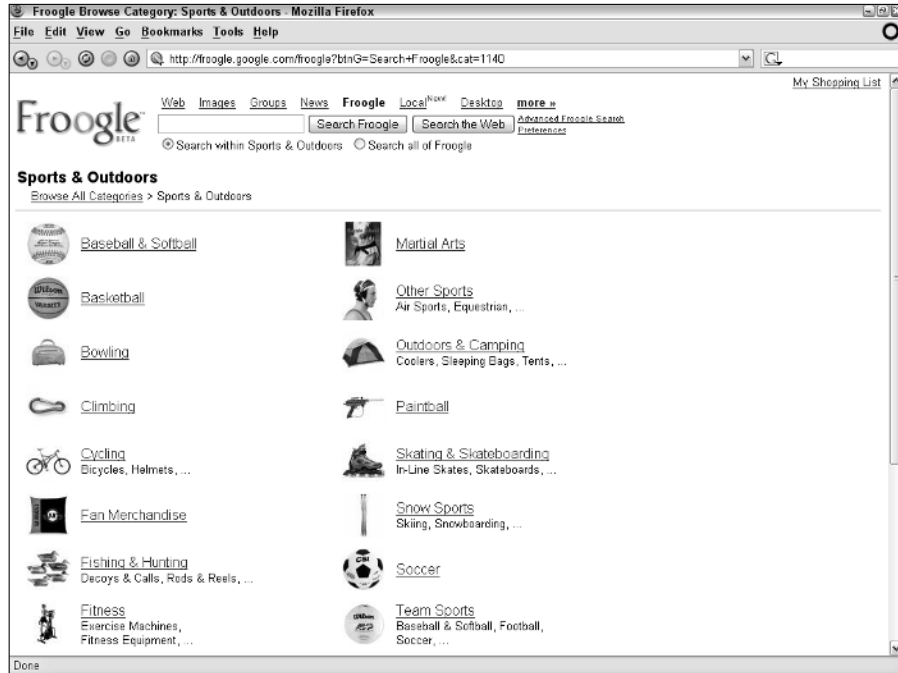 Froogle Browse Category: Sports & Outdoors - Mozilla Firefox
File Edit View Go Bookmarks Tools Help
http://froogle.google.com/froogle?btnG=Search+Froogle&cat=1140
G
My Shopping List
Web Images Groups News Froogle Local New! Desktop more »
Froogle BETA
Search Froogle Search the Web Advanced Froogle Search
Preferences
Search within Sports & Outdoors Search all of Froogle
Sports & Outdoors
Browse All Categories > Sports & Outdoors
Baseball & Softball
Martial Arts
Wilson
VARSITY
Basketball
Other Sports
Air Sports, Equestrian, ...
Bowling
Outdoors & Camping
Coolers, Sleeping Bags, Tents, ...
Climbing
Paintball
Cycling
Bicycles, Helmets, ...
Skating & Skateboarding
In-Line Skates, Skateboards, ...
Fan Merchandise
Snow Sports
Skiing, Snowboarding, ...
Fishing & Hunting
Decoys & Calls, Rods & Reels, ...
Soccer
Fitness
Exercise Machines,
Fitness Equipment, ...
Wilson
Team Sports
Baseball & Softball, Football,
Soccer, ...
Done